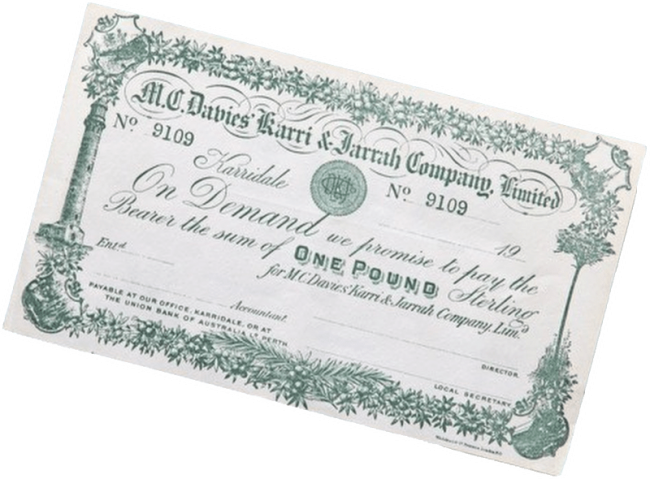 M.C. Davies' Karri & Jarrah Company, Limited
No. 9109
Karridale
No. 9109
19
On Demand we promise to pay the
Bearer the sum of ONE POUND Sterling
for M.C. Davies' Karri & Jarrah Company, Limd.
Entd.
Accountant.
DIRECTOR.
PAYABLE AT OUR OFFICE, KARRIDALE, OR AT
THE UNION BANK OF AUSTRALIA LD PERTH
LOCAL SECRETARY.